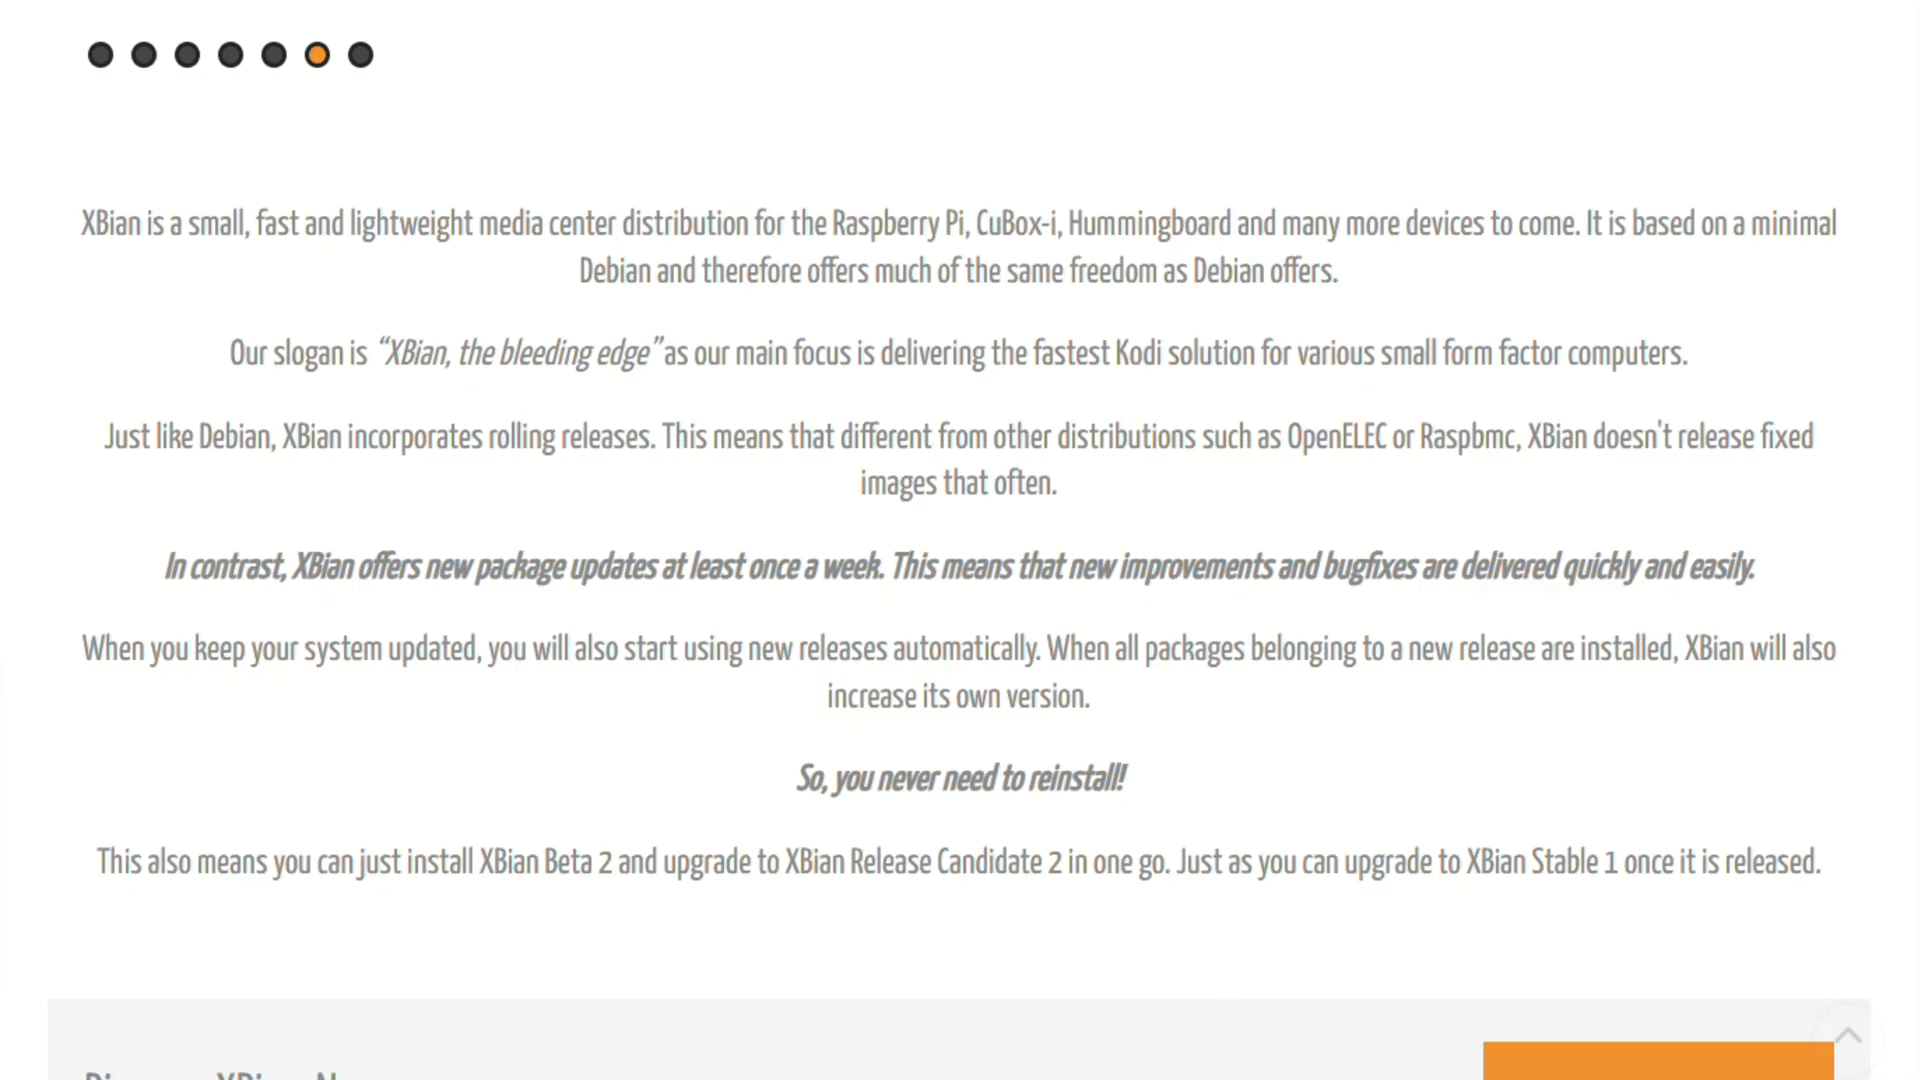 XBian is a small, fast and lightweight media center distribution for the Raspberry Pi, CuBox-i, Hummingboard and many more devices to come. It is based on a minimal
Debian and therefore offers much of the same freedom as Debian offers.
Our slogan is “XBian, the bleeding edge” as our main focus is delivering the fastest Kodi solution for various small form factor computers.
Just like Debian, XBian incorporates rolling releases. This means that different from other distributions such as OpenELEC or Raspbmc, XBian doesn't release fixed
images that often.
In contrast, XBian offers new package updates at least once a week. This means that new improvements and bugfixes are delivered quickly and easily.
When you keep your system updated, you will also start using new releases automatically. When all packages belonging to a new release are installed, XBian will also
increase its own version.
So, you never need to reinstall!
This also means you can just install XBian Beta 2 and upgrade to XBian Release Candidate 2 in one go. Just as you can upgrade to XBian Stable 1 once it is released.